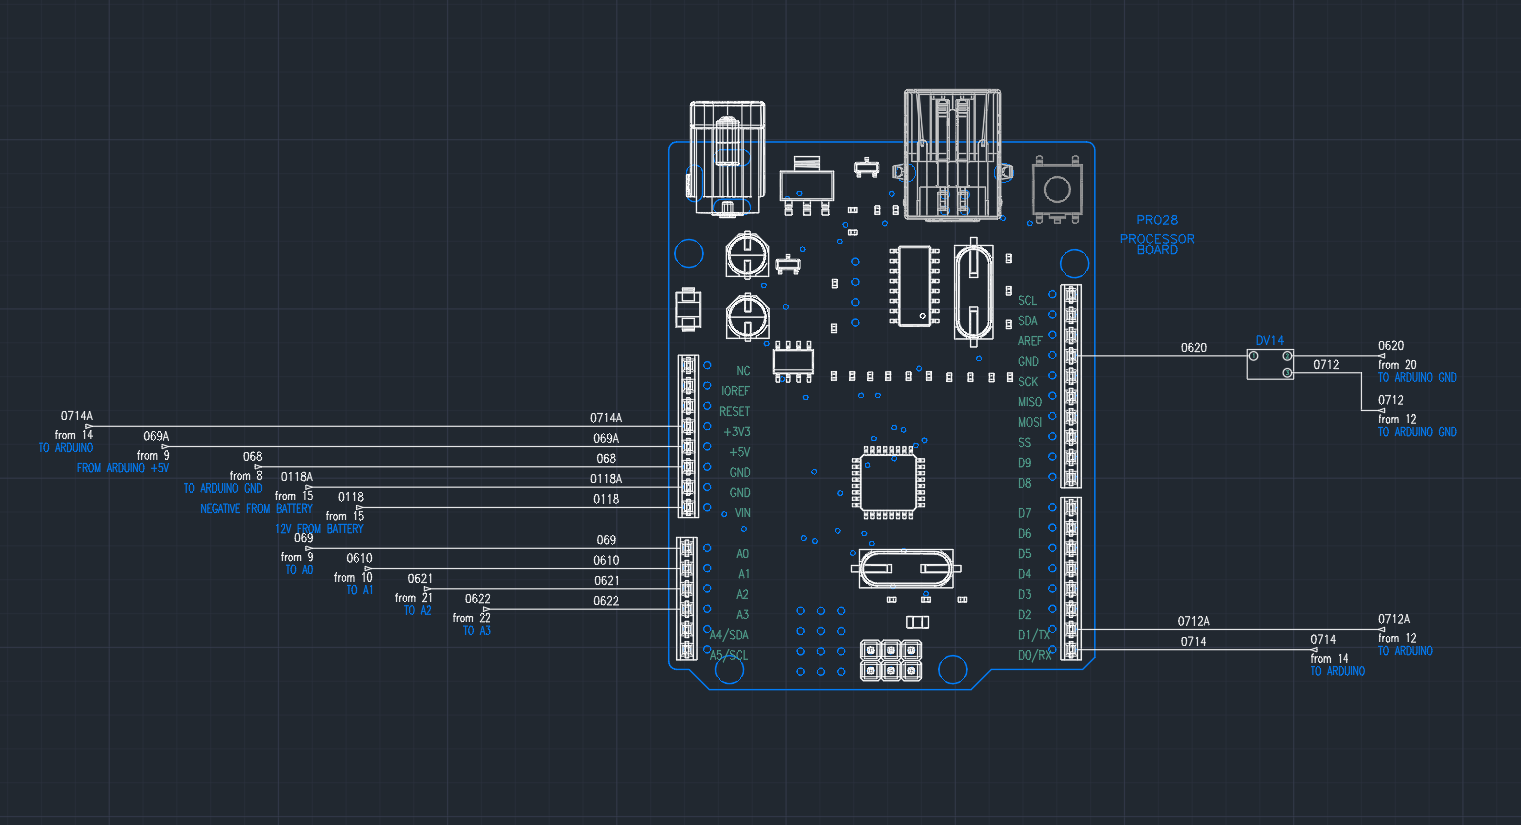 PRO28
PROCESSOR
BOARD
SCL
SDA
AREF
GND
SCK
MISO
MOSI
SS
D9
D8
D7
D6
D5
D4
D3
D2
D1/TX
D0/RX
NC
IOREF
RESET
+3V3
+5V
GND
GND
VIN
A0
A1
A2
A3
A4/SDA
A5/SCL
0714A
from 14
TO ARDUINO
0714A
069A
from 9
FROM ARDUINO +5V
069A
068
from 8
TO ARDUINO GND
068
0118A
from 15
NEGATIVE FROM BATTERY
0118A
0118
from 15
12V FROM BATTERY
0118
069
from 9
TO A0
069
0610
from 10
TO A1
0610
0621
from 21
TO A2
0621
0622
from 22
TO A3
0622
0620
DV14
1
2
3
0620
from 20
TO ARDUINO GND
0712
0712
from 12
TO ARDUINO GND
0712A
0712A
from 12
TO ARDUINO
0714
0714
from 14
TO ARDUINO